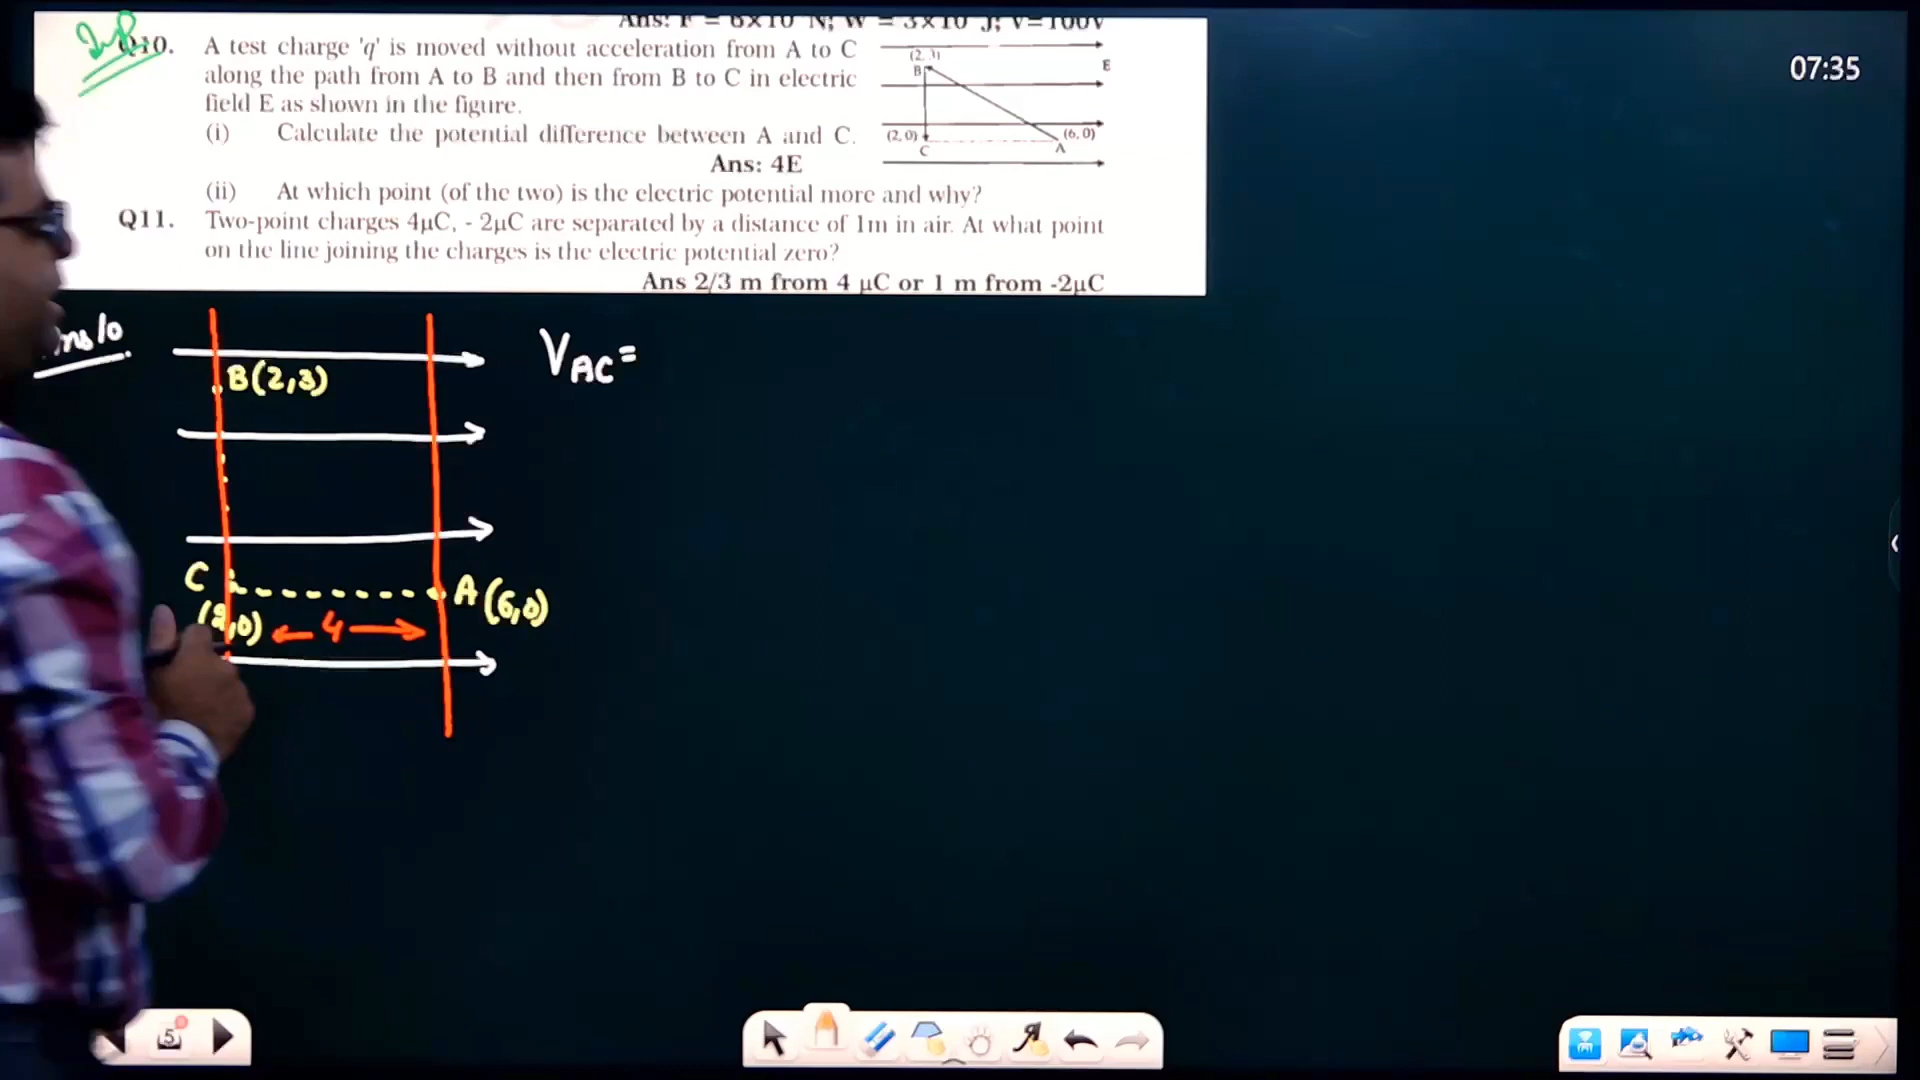 Ans: F = 6×10 N; W = 3×10 J; V=100V
Q10. A test charge 'q' is moved without acceleration from A to C
along the path from A to B and then from B to C in electric
field E as shown in the figure.
(i) Calculate the potential difference between A and C.
Ans: 4E
(ii) At which point (of the two) is the electric potential more and why?
Q11. Two-point charges 4μC, - 2μC are separated by a distance of 1m in air. At what point
on the line joining the charges is the electric potential zero?
Ans 2/3 m from 4 μC or 1 m from -2μC
(2, 3)
B
E
(2, 0)
C
(6, 0)
A
07:35
B(2,3)
V_AC =
C
(2,0)
4
A (6,0)
5